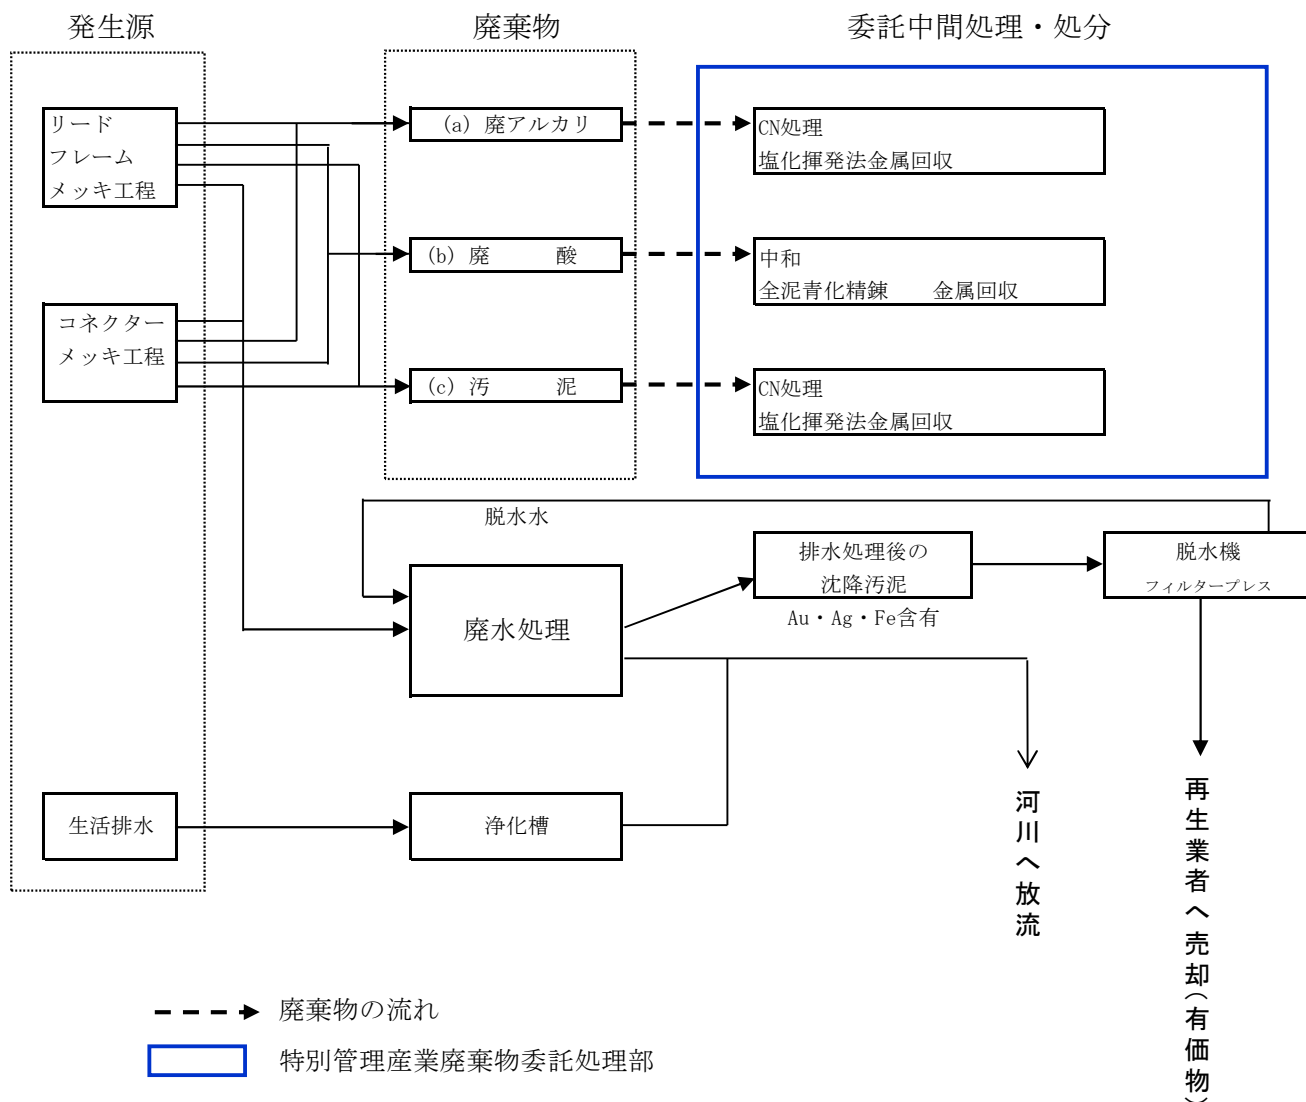 発生源
廃棄物
委託中間処理・処分
リード
フレーム
メッキ工程
(a) 廃アルカリ
CN処理
塩化揮発法金属回収
(b) 廃　　　酸
中和
全泥青化精錬　　金属回収
コネクター
メッキ工程
(c) 汚　　　泥
CN処理
塩化揮発法金属回収
脱水水
廃水処理
排水処理後の
沈降汚泥
Au・Ag・Fe含有
脱水機
フィルタープレス
生活排水
浄化槽
河川へ放流
再生業者へ売却(有価物)
廃棄物の流れ
特別管理産業廃棄物委託処理部